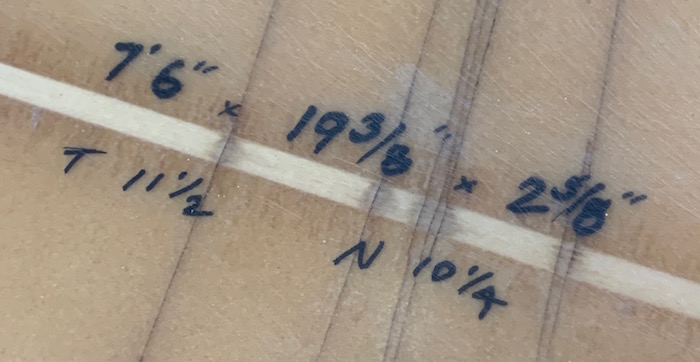 7'6" x 19 3/8" x 2 5/8"
T 11 1/2 N 10 1/4